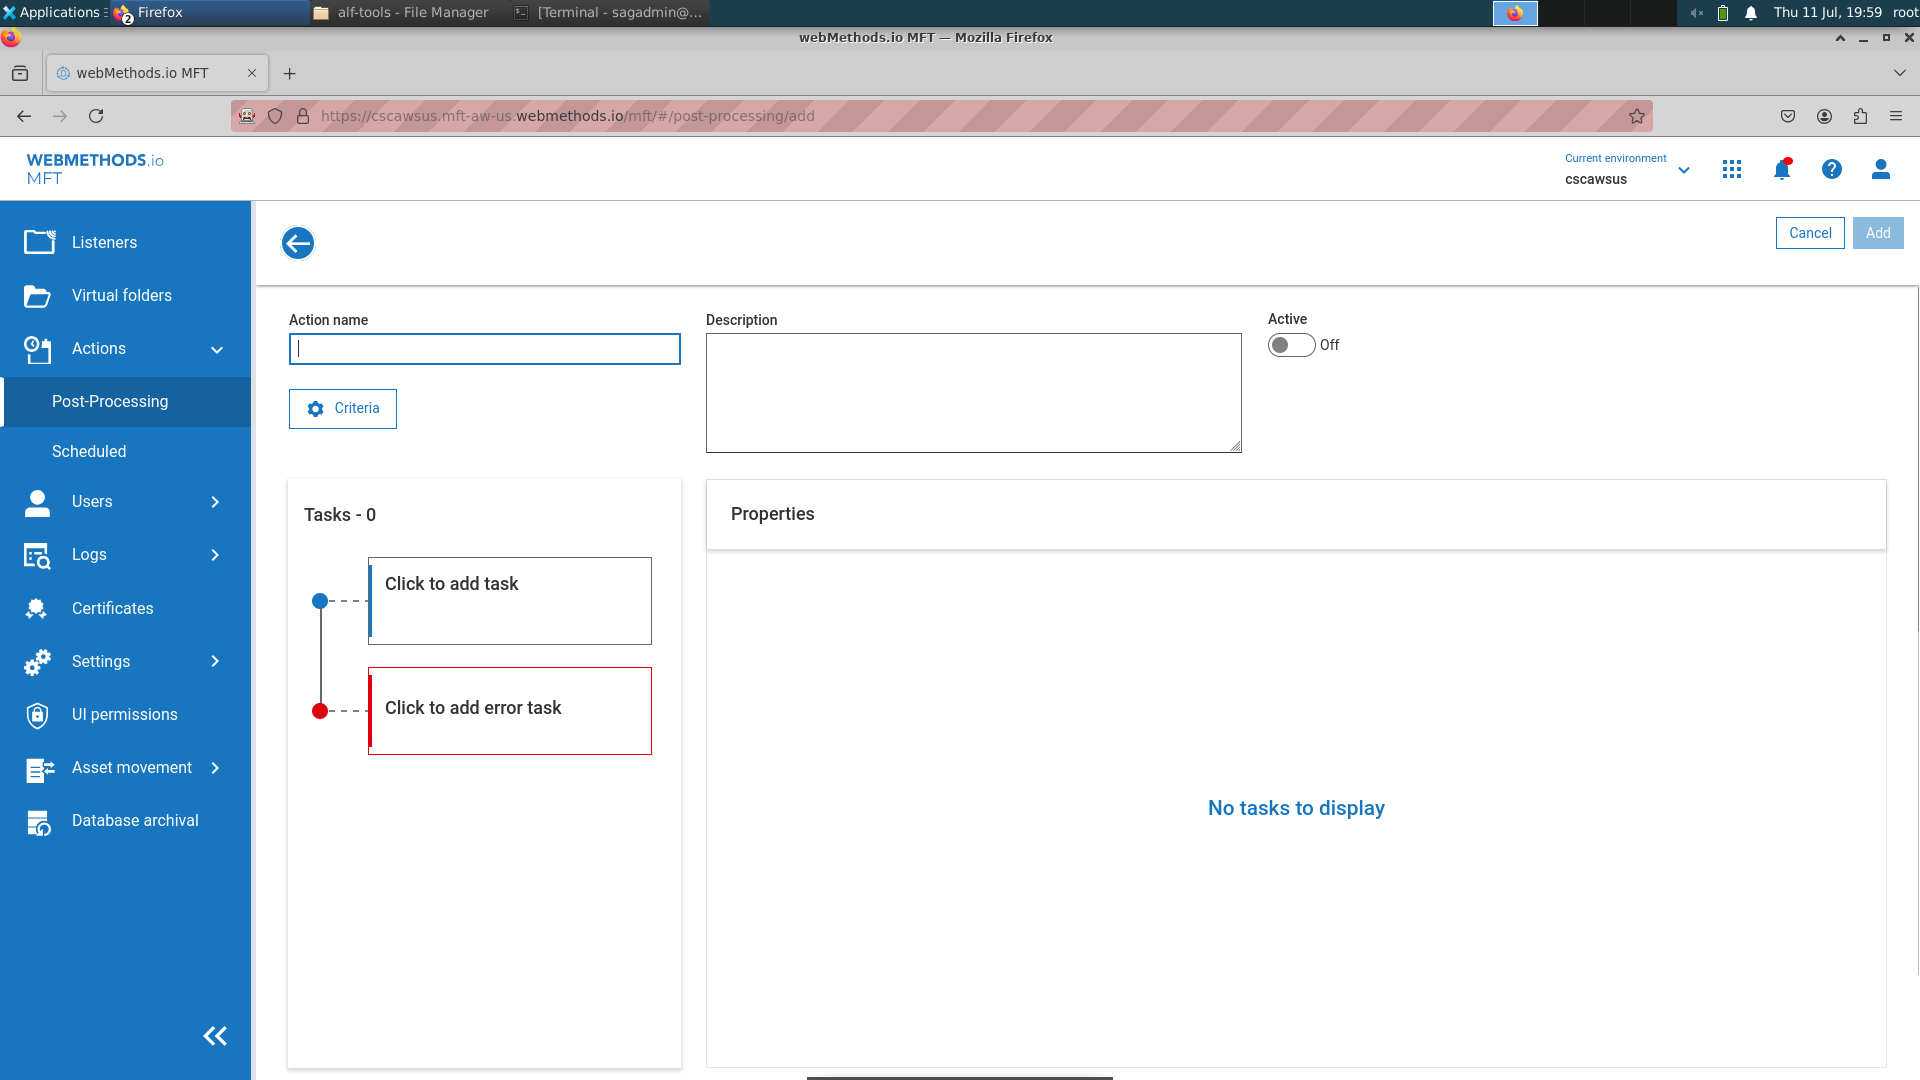 Applications
Firefox
alf-tools - File Manager
[Terminal - sagadmin@...
Thu 11 Jul, 19:59
root
2
webMethods.io MFT — Mozilla Firefox
webMethods.io MFT
https://cscawsus.mft-aw-us.webmethods.io/mft/#/post-processing/add
WEBMETHODS.io
MFT
Current environment
cscawsus
Listeners
Virtual folders
Actions
Post-Processing
Scheduled
Users
Logs
Certificates
Settings
UI permissions
Asset movement
Database archival
Cancel
Add
Action name
Description
Active
Off
Criteria
Tasks - 0
Click to add task
Click to add error task
Properties
No tasks to display